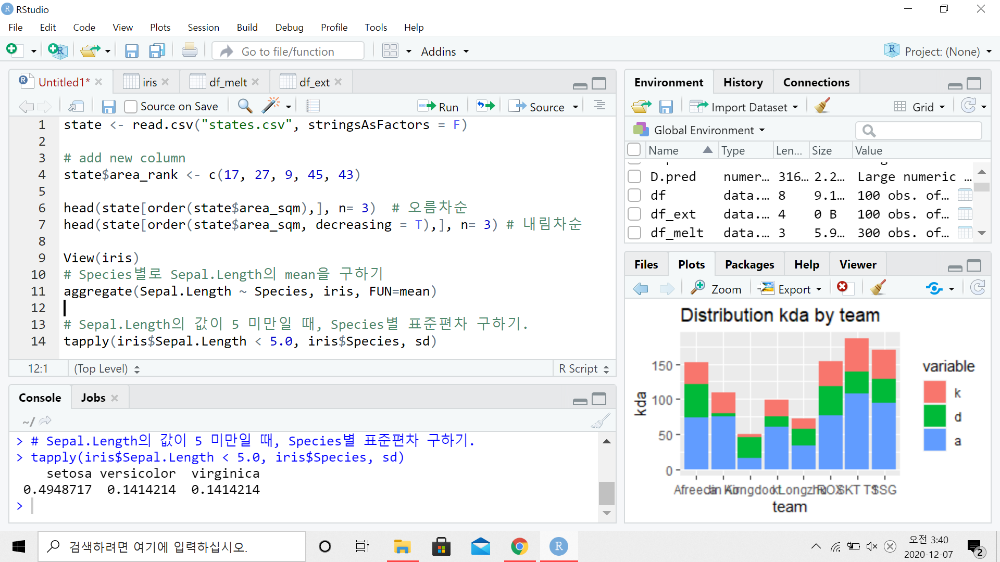 RStudio
File Edit Code View Plots Session Build Debug Profile Tools Help
Go to file/function
Addins
Project: (None)
Untitled1*
iris
df_melt
df_ext
Source on Save
Run
Source
1 state <- read.csv("states.csv", stringsAsFactors = F)
2
3 # add new column
4 state$area_rank <- c(17, 27, 9, 45, 43)
5
6 head(state[order(state$area_sqm),], n= 3)  # 오름차순
7 head(state[order(state$area_sqm, decreasing = T),], n= 3) # 내림차순
8
9 View(iris)
10 # Species별로 Sepal.Length의 mean을 구하기
11 aggregate(Sepal.Length ~ Species, iris, FUN=mean)
12
13 # Sepal.Length의 값이 5 미만일 때, Species별 표준편차 구하기.
14 tapply(iris$Sepal.Length < 5.0, iris$Species, sd)
12:1 (Top Level) R Script
Console Jobs
~/
> # Sepal.Length의 값이 5 미만일 때, Species별 표준편차 구하기.
> tapply(iris$Sepal.Length < 5.0, iris$Species, sd)
setosa versicolor virginica
0.4948717 0.1414214 0.1414214
>
Environment History Connections
Import Dataset
Grid
Global Environment
Name Type Len... Size Value
D.pred numer... 316... 2.2... Large numeric ...
df data.... 8 9.1... 100 obs. of...
df_ext data.... 4 0 B 100 obs. of...
df_melt data.... 3 5.9... 300 obs. of...
Files Plots Packages Help Viewer
Zoom Export
Distribution kda by team
150
100
50
0
kda
Afreeca
Longzhu
ROX
SKT T1
SSG
team
variable
k
d
a
검색하려면 여기에 입력하십시오.
오전 3:40
2020-12-07
2